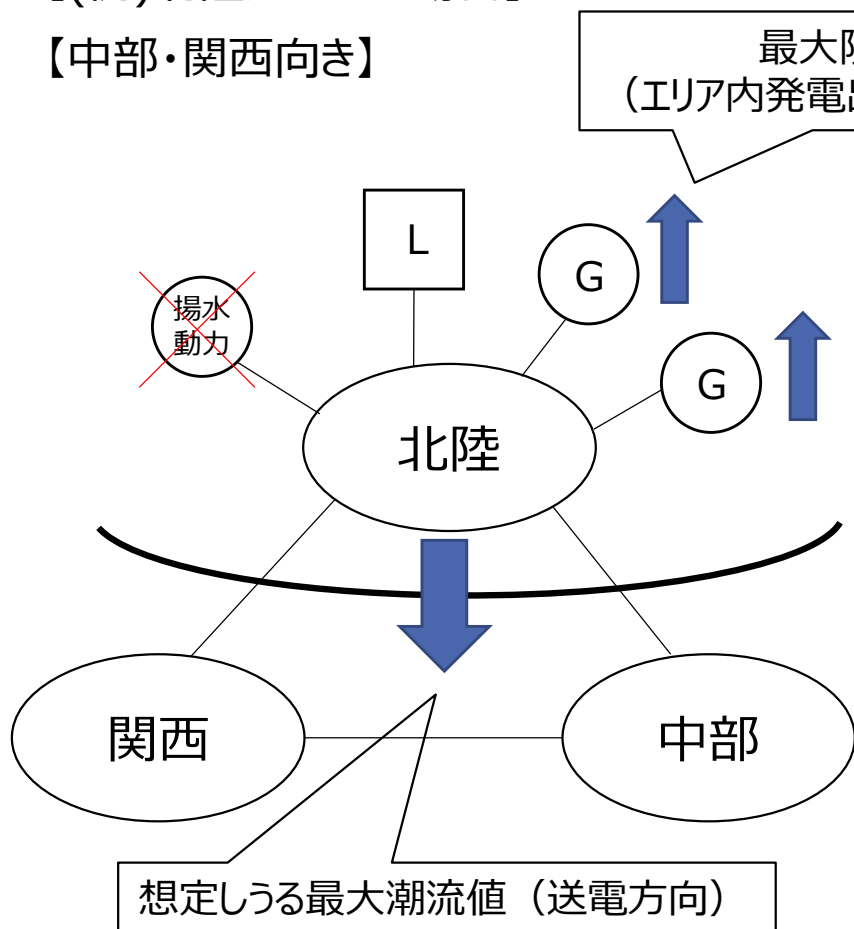 【中部・関西向き】
最大
（エリア内発電
L
G
揚水
動力
G
北陸
関西
中部
想定しうる最大潮流値（送電方向）